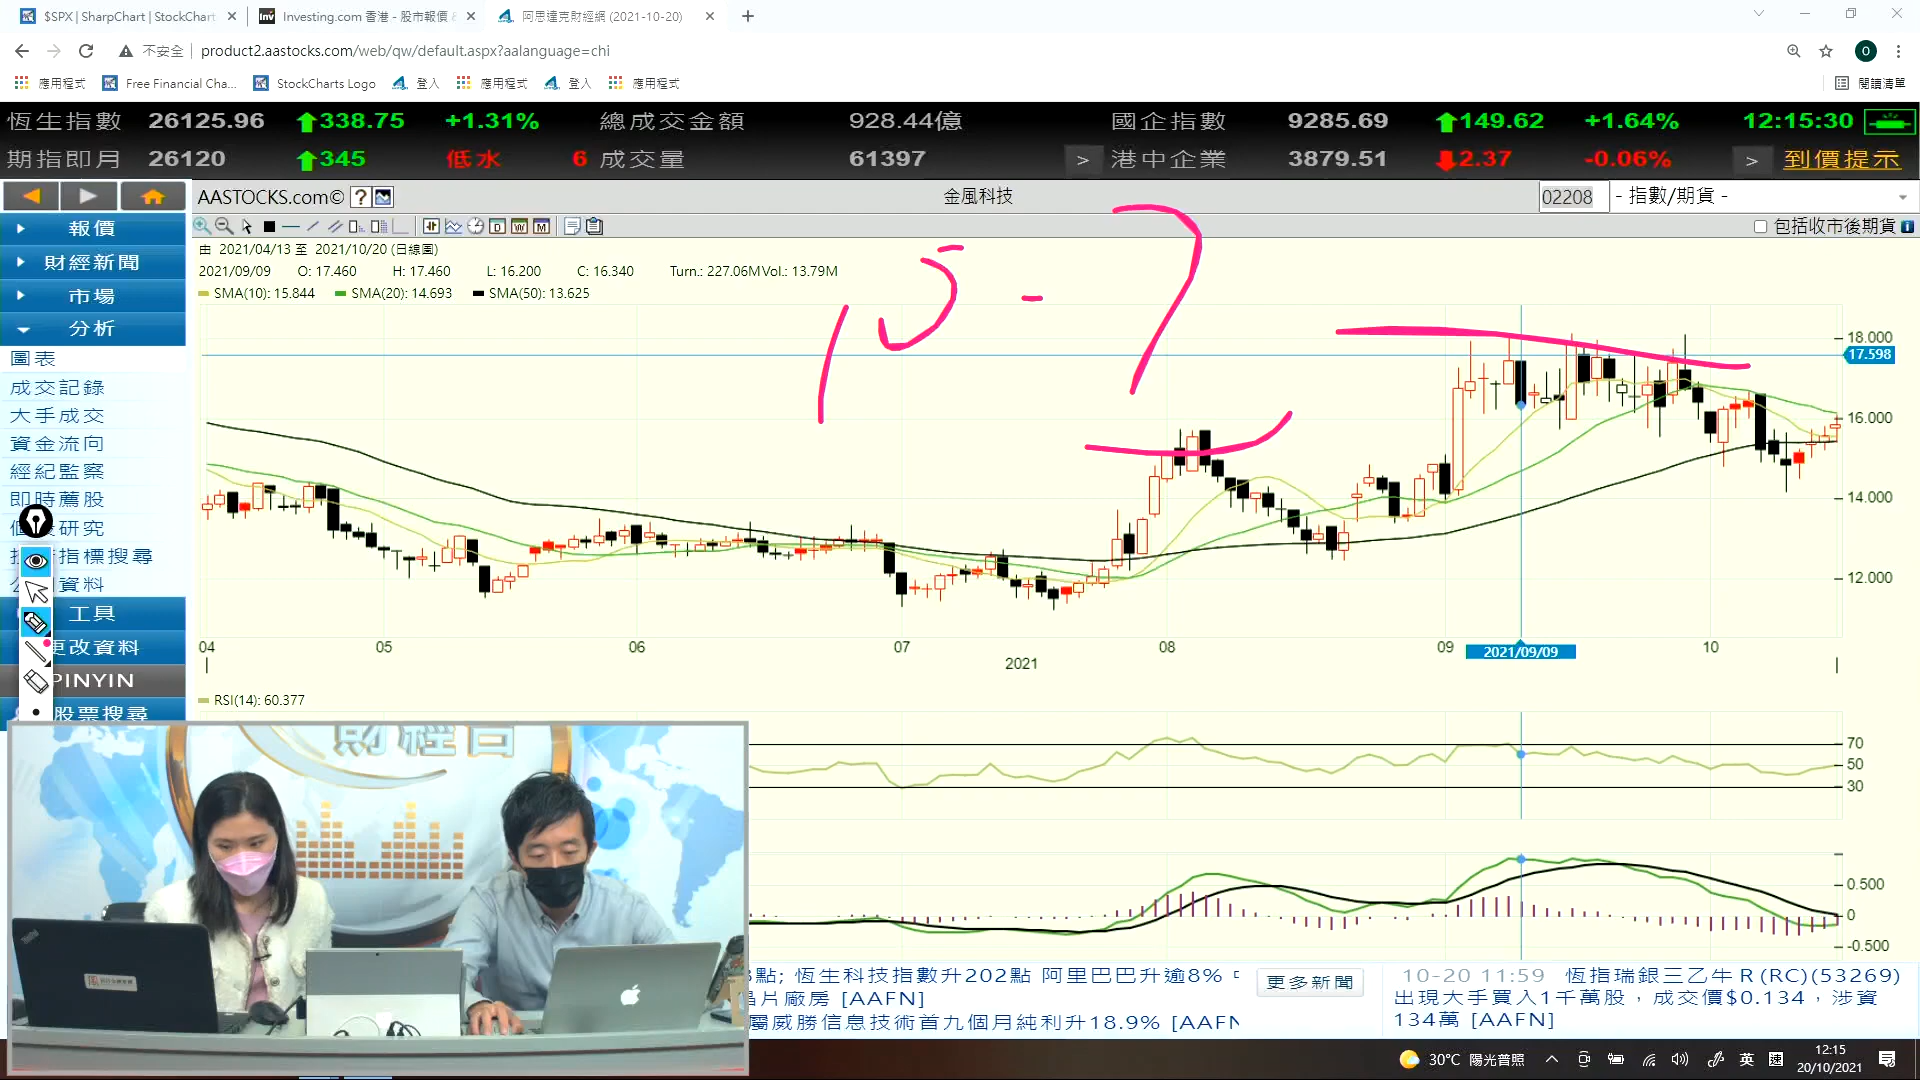 $SPX | SharpChart | StockChart
Investing.com 香港 - 股市報價 &
阿思達克財經網 (2021-10-20)
不安全 product2.aastocks.com/web/qw/default.aspx?aalanguage=chi
O
應用程式 Free Financial Cha... StockCharts Logo 登入 應用程式 登入 應用程式 閱讀清單
恆生指數 26125.96 338.75 +1.31% 總成交金額 928.44億 國企指數 9285.69 149.62 +1.64% 12:15:30
期指即月 26120 345 低水 6 成交量 61397 > 港中企業 3879.51 2.37 -0.06% > 到價提示
AASTOCKS.com© ? 金風科技 02208 - 指數/期貨 -
D W M 包括收市後期貨 i
由 2021/04/13 至 2021/10/20 (日線圖)
2021/09/09 O: 17.460 H: 17.460 L: 16.200 C: 16.340 Turn.: 227.06M Vol.: 13.79M
SMA(10): 15.844 SMA(20): 14.693 SMA(50): 13.625
15-7
報價
財經新聞
市場
分析
圖表
成交記錄
大手成交
資金流向
經紀監察
即時薦股
研究
指標搜尋
資料
工具
更改資料
PINYIN
股票搜尋
18.000
17.598
16.000
14.000
12.000
04 05 06 07 08 09 2021/09/09 10
2021
RSI(14): 60.377
70
50
30
0.500
0
-0.500
財經台
點; 恆生科技指數升202點 阿里巴巴升逾8%
晶片廠房 [AAFN]
屬威勝信息技術首九個月純利升18.9% [AAFN
更多新聞
10-20 11:59 恆指瑞銀三乙牛R(RC)(53269)
出現大手買入1千萬股，成交價$0.134，涉資
134萬 [AAFN]
30°C 陽光普照 英
12:15
20/10/2021